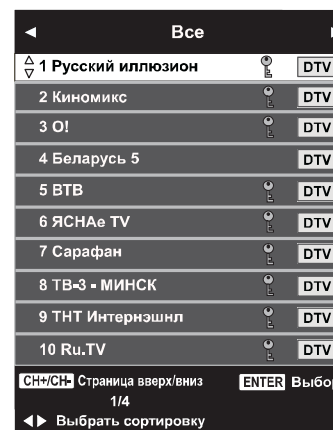 ◄ Все
1 Русский иллюзион DTV
2 Киномикс DTV
3 О! DTV
4 Беларусь 5 DTV
5 ВТВ DTV
6 ЯСНАе TV DTV
7 Сарафан DTV
8 ТВ-3 - МИНСК DTV
9 ТНТ Интернэшнл DTV
10 Ru.TV DTV
CH+/CH- Страница вверх/вниз ENTER Выбор
1/4
◄► Выбрать сортировку